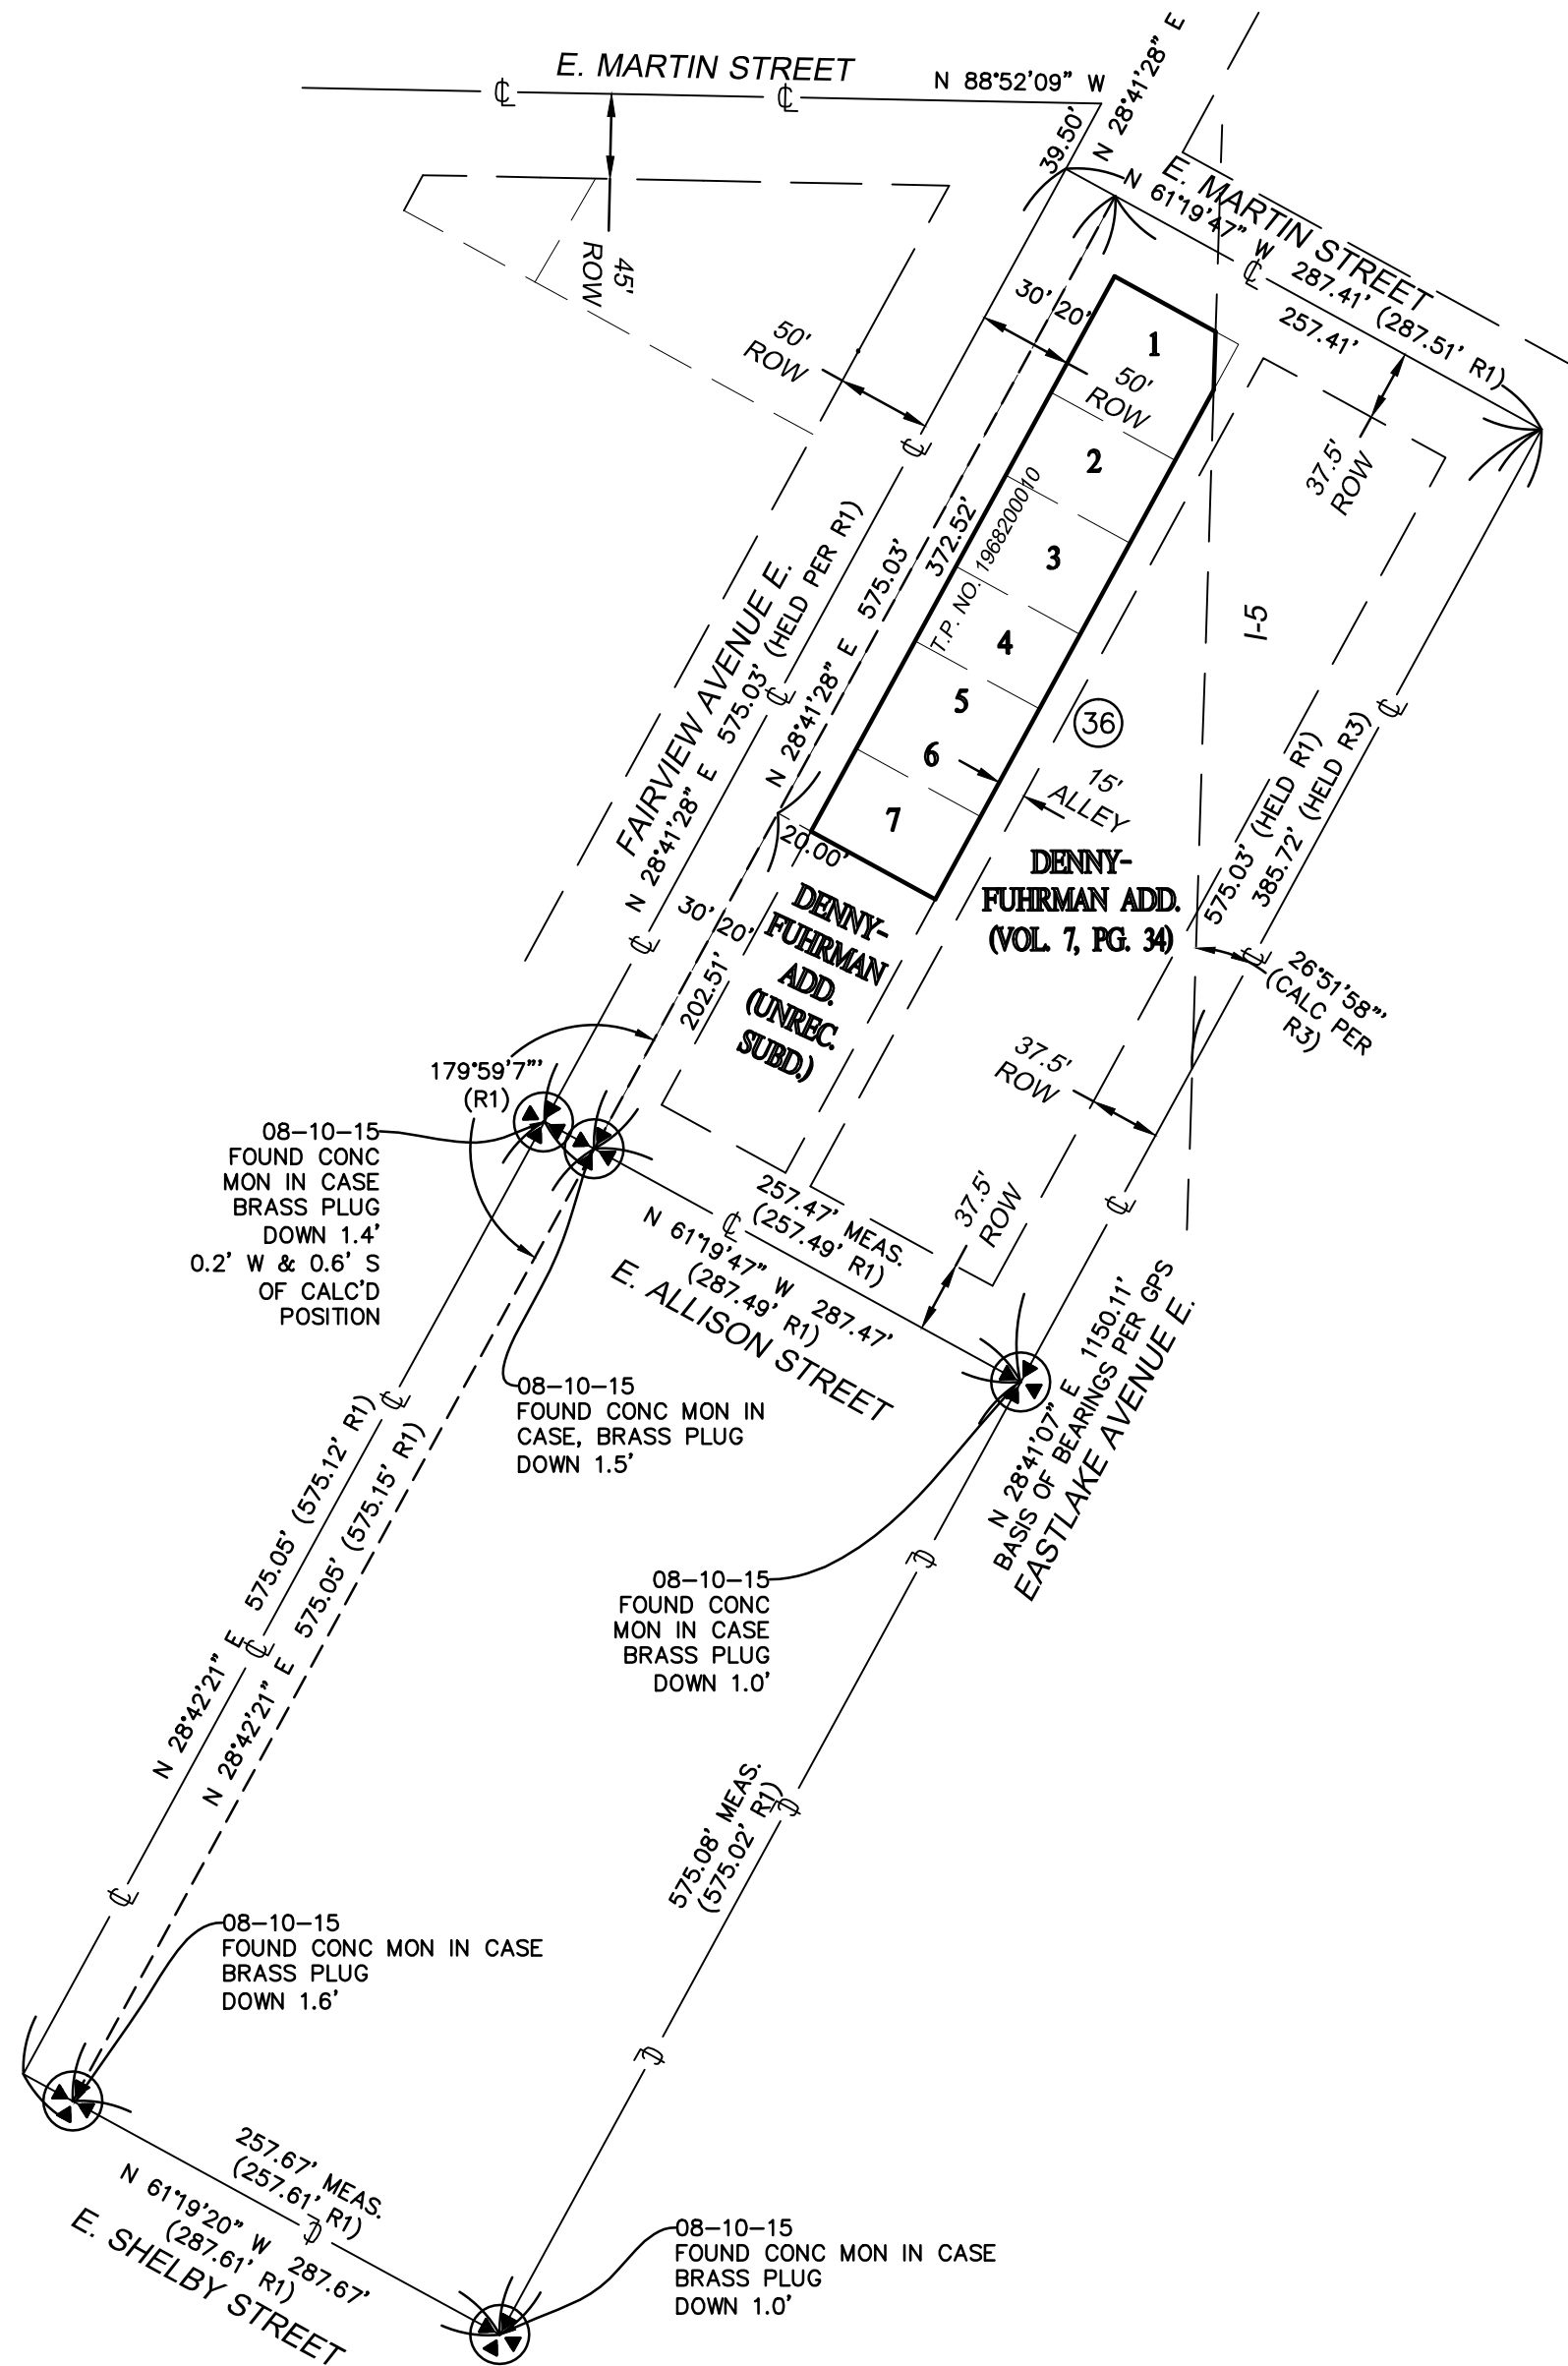 E. MARTIN STREET
N 88°52'09" W
N 28°41'28" E
39.50'
E. MARTIN STREET
N 61°19'47" W 287.41' (287.51' R1)
257.41'
45'
ROW
50'
ROW
30' 20'
50'
ROW
37.5'
ROW
1
2
3
4
5
6
7
T.P. NO. 1968200010
372.52'
N 28°41'28" E 575.03'
FAIRVIEW AVENUE E.
N 28°41'28" E 575.03' (HELD PER R1)
I-5
36
15'
ALLEY
20.00'
30' 20'
202.51'
DENNY-
FUHRMAN
ADD.
(UNREC.
SUBD.)
DENNY-
FUHRMAN ADD.
(VOL. 7, PG. 34)
575.03' (HELD R1)
385.72' (HELD R3)
26°51'58"'
(CALC PER
R3)
37.5'
ROW
179°59'7"'
(R1)
08-10-15
FOUND CONC
MON IN CASE
BRASS PLUG
DOWN 1.4'
0.2' W & 0.6' S
OF CALC'D
POSITION
257.47' MEAS.
(257.49' R1)
37.5'
ROW
N 61°19'47" W 287.47'
(287.49' R1)
E. ALLISON STREET
08-10-15
FOUND CONC MON IN
CASE, BRASS PLUG
DOWN 1.5'
N 28°41'07" E 1150.11'
BASIS OF BEARINGS PER GPS
EASTLAKE AVENUE E.
08-10-15
FOUND CONC
MON IN CASE
BRASS PLUG
DOWN 1.0'
N 28°42'21" E 575.05' (575.12' R1)
N 28°42'21" E 575.05' (575.15' R1)
575.08' MEAS.
(575.02' R1)
08-10-15
FOUND CONC MON IN CASE
BRASS PLUG
DOWN 1.6'
257.67' MEAS.
(257.61' R1)
N 61°19'20" W 287.67'
(287.61' R1)
E. SHELBY STREET
08-10-15
FOUND CONC MON IN CASE
BRASS PLUG
DOWN 1.0'